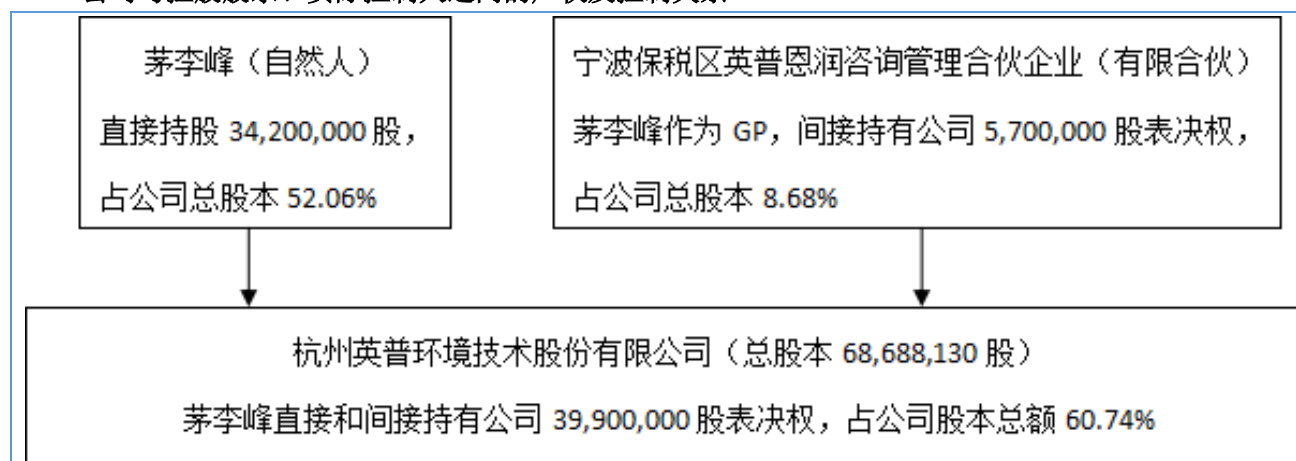 茅李峰（自然人）
直接持股 34,200,000 股，
占公司总股本 52.06%
宁波保税区英普恩润咨询管理合伙企业（有限合伙）
茅李峰作为 GP，间接持有公司 5,700,000 股表决权，
占公司总股本 8.68%
杭州英普环境技术股份有限公司（总股本 68,688,130 股）
茅李峰直接和间接持有公司 39,900,000 股表决权，占公司股本总额 60.74%